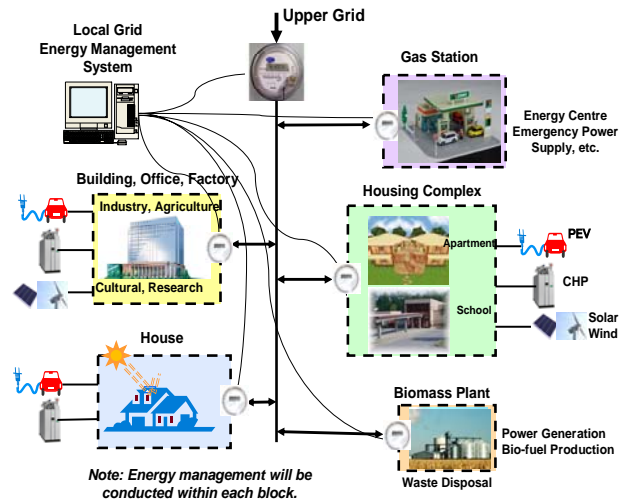 Upper Grid
Local Grid
Energy Management
System
Gas Station
Energy Centre
Emergency Power
Supply, etc.
Building, Office, Factory
Industry, Agriculture
Cultural, Research
Housing Complex
Apartment
School
PEV
CHP
Solar
Wind
House
Biomass Plant
Power Generation
Bio-fuel Production
Waste Disposal
Note: Energy management will be
conducted within each block.